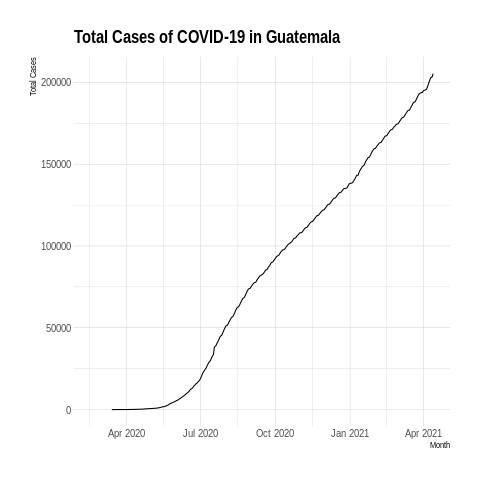 Total Cases of COVID-19 in Guatemala
Total Cases
200000
150000
100000
50000
0
Apr 2020
Jul 2020
Oct 2020
Jan 2021
Apr 2021
Month